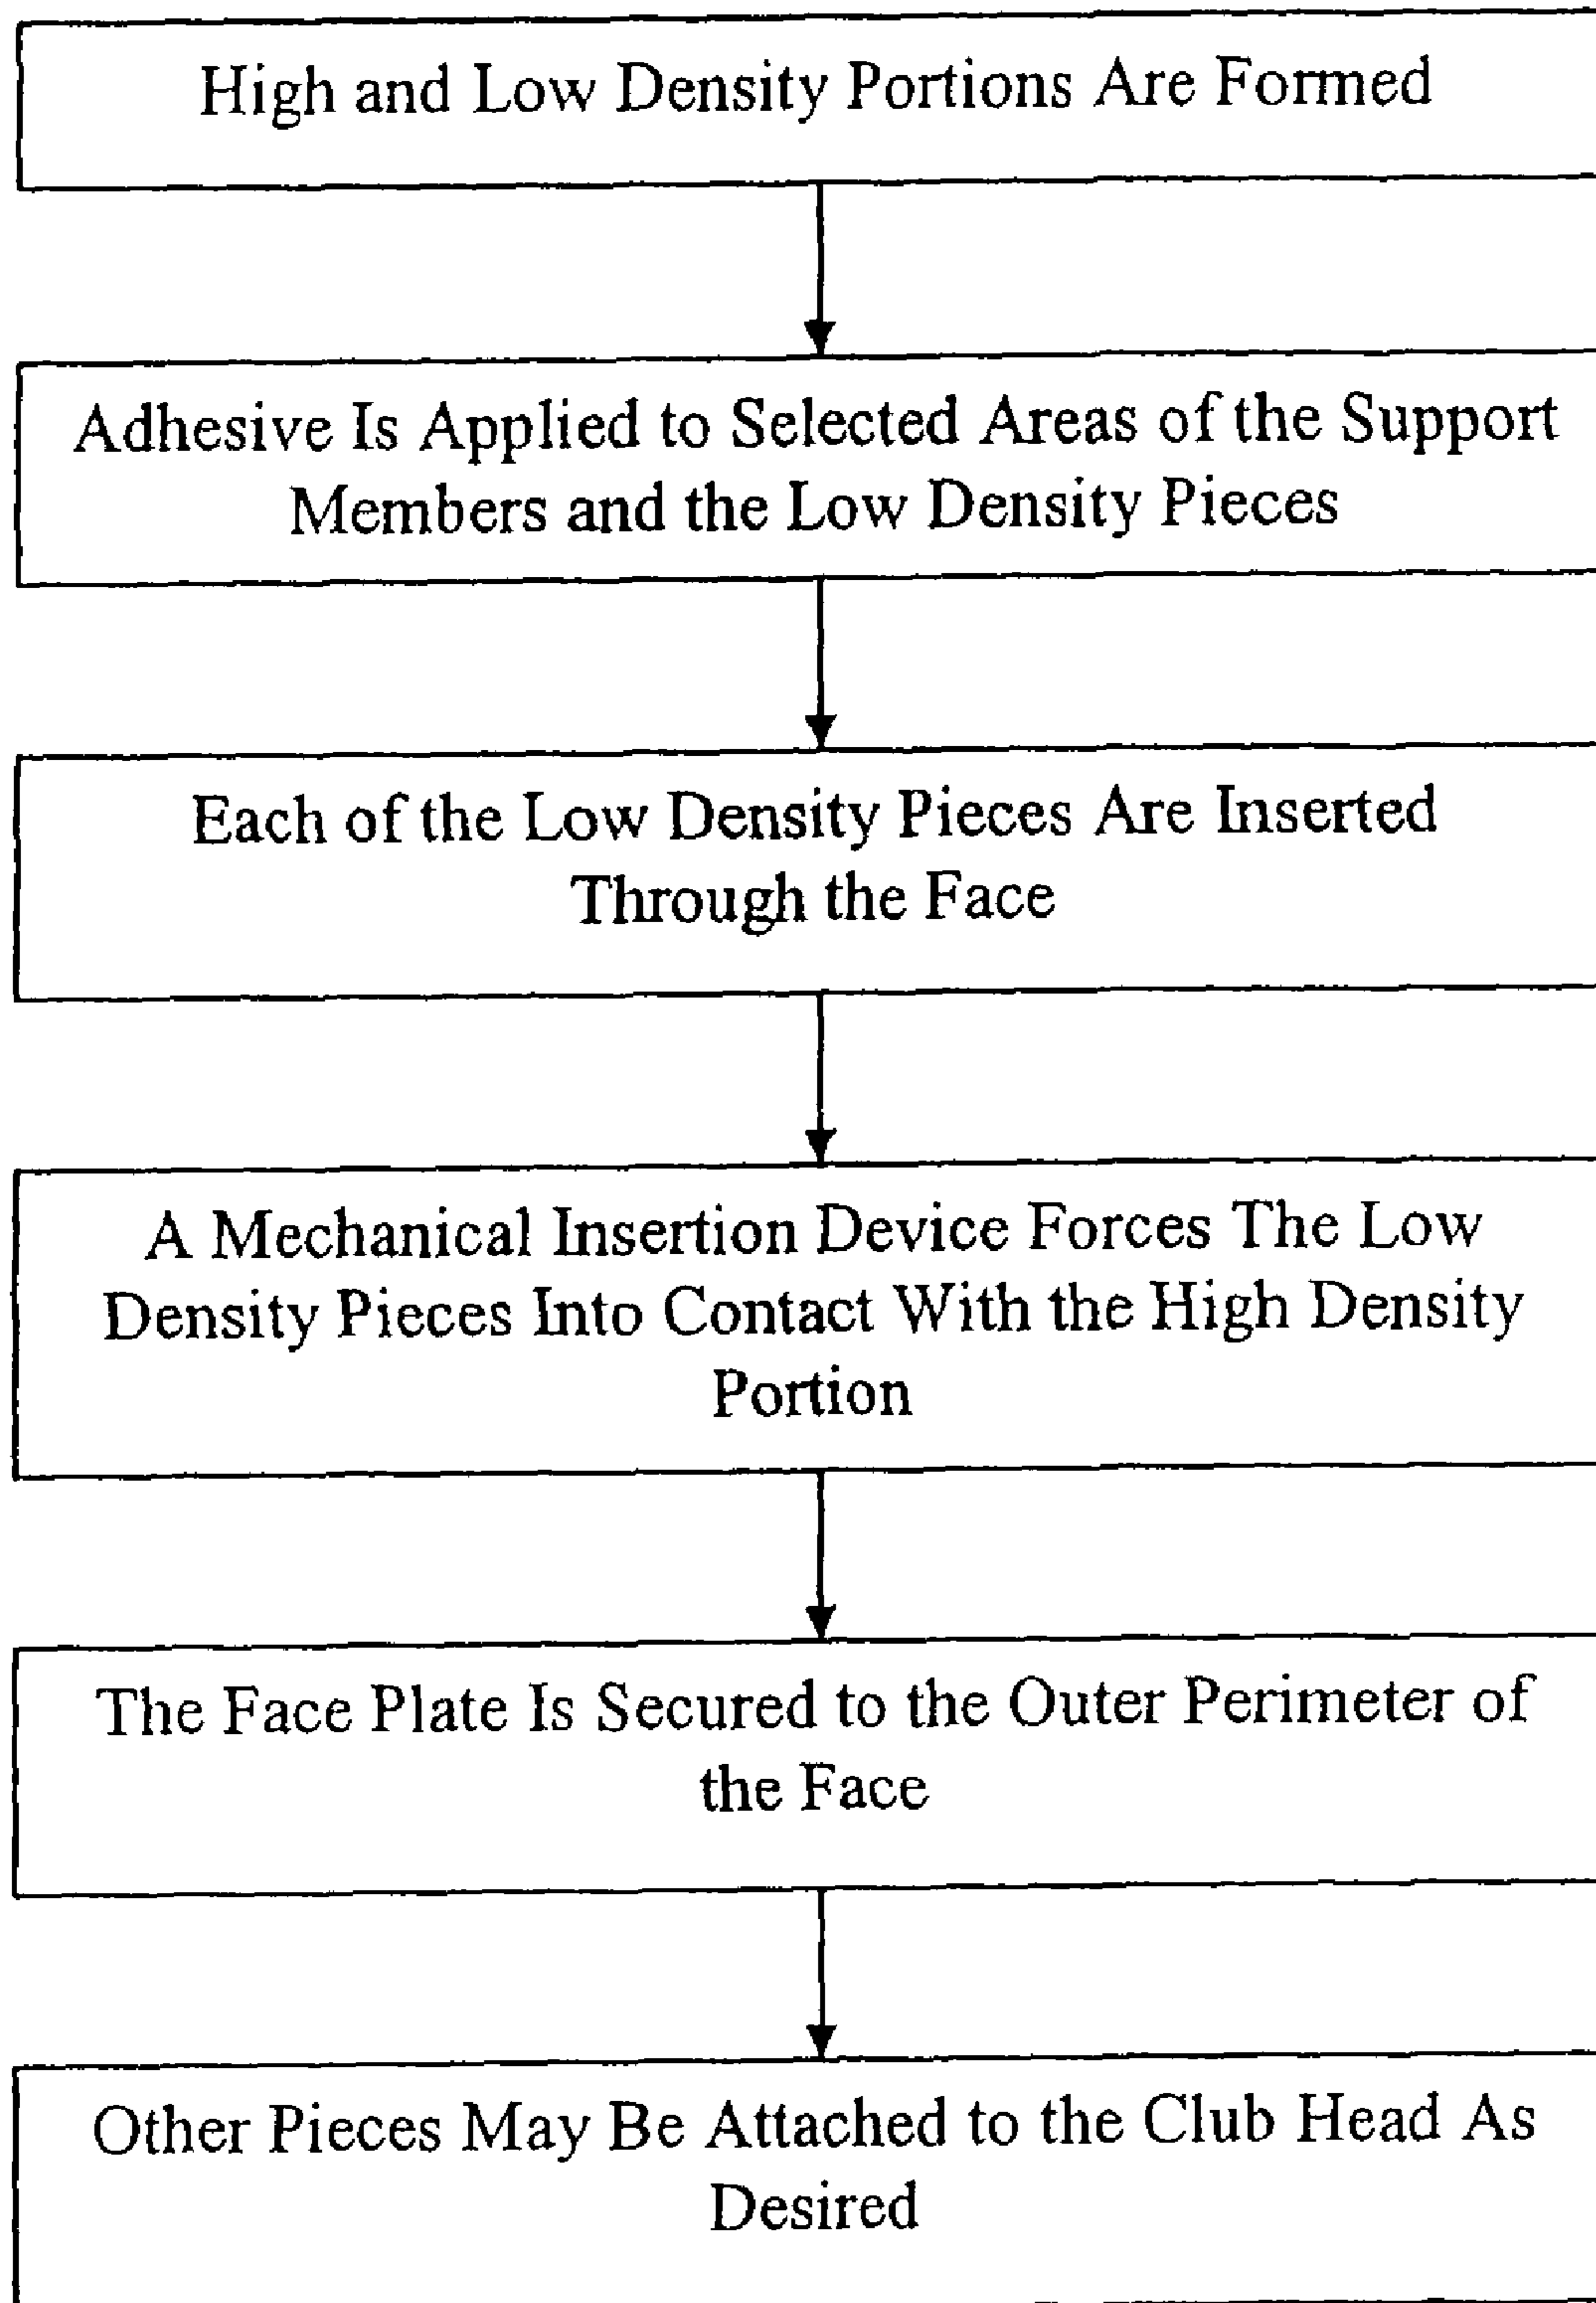 High and Low Density Portions Are Formed
Adhesive Is Applied to Selected Areas of the Support
Members and the Low Density Pieces
Each of the Low Density Pieces Are Inserted
Through the Face
A Mechanical Insertion Device Forces The Low
Density Pieces Into Contact With the High Density
Portion
The Face Plate Is Secured to the Outer Perimeter of
the Face
Other Pieces May Be Attached to the Club Head As
Desired